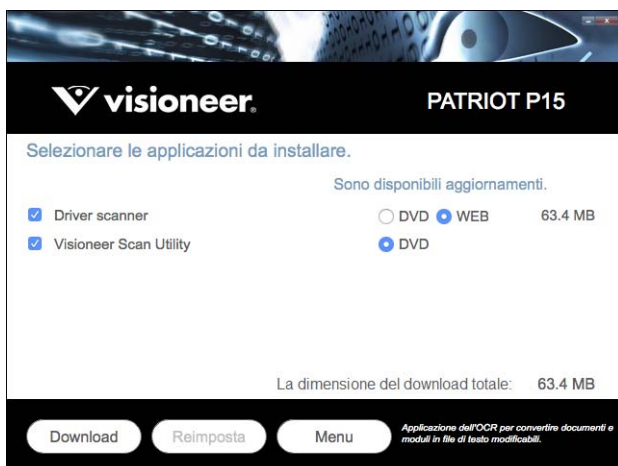 visioneer®
PATRIOT P15
Selezionare le applicazioni da installare.
Sono disponibili aggiornamenti.
Driver scanner DVD WEB 63.4 MB
Visioneer Scan Utility DVD
La dimensione del download totale: 63.4 MB
Download Reimposta Menu
Applicazione dell'OCR per convertire documenti e
moduli in file di testo modificabili.